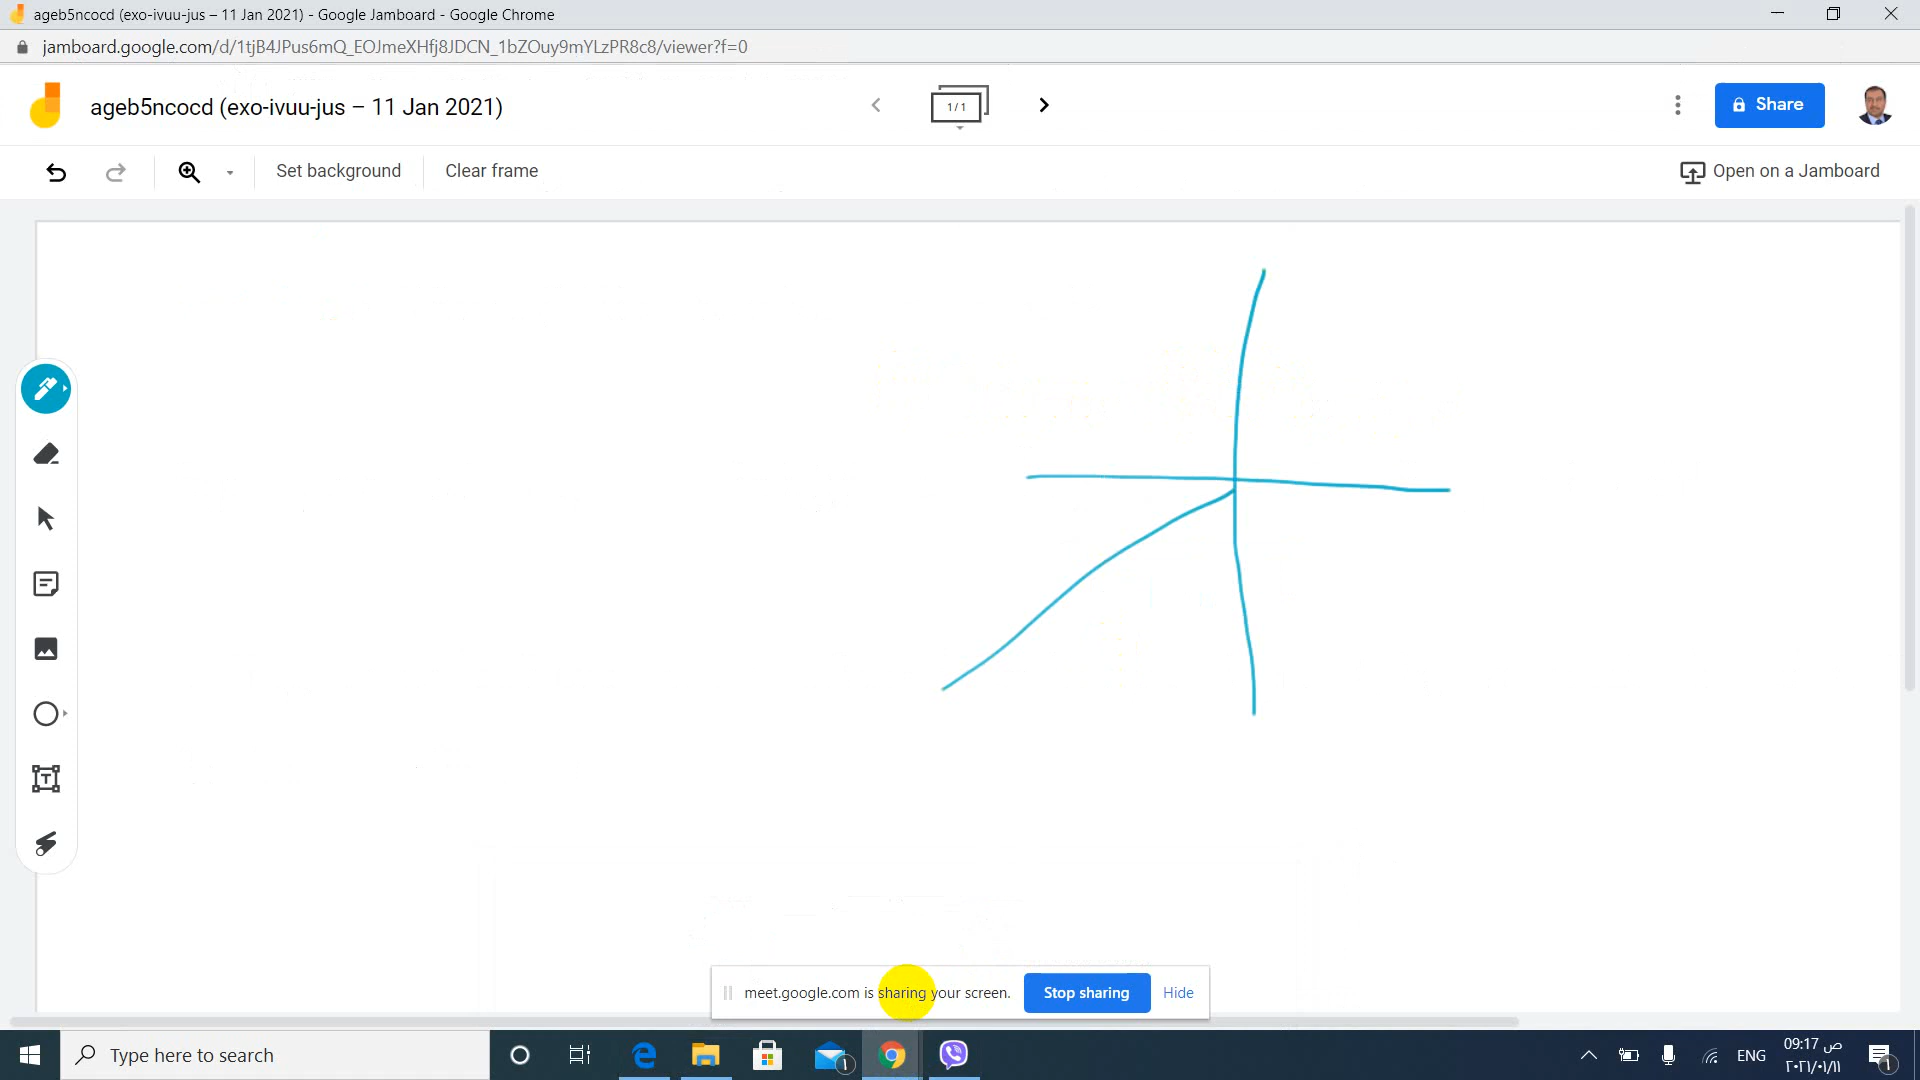 ageb5ncocd (exo-ivuu-jus – 11 Jan 2021) - Google Jamboard - Google Chrome
jamboard.google.com/d/1tjB4JPus6mQ_EOJmeXHfj8JDCN_1bZOuy9mYLzPR8c8/viewer?f=0
ageb5ncocd (exo-ivuu-jus – 11 Jan 2021)
1 / 1
Share
Set background
Clear frame
Open on a Jamboard
meet.google.com is sharing your screen.
Stop sharing
Hide
Type here to search
١
ENG
09:17 ص
٢٠٢١/٠١/١١
١